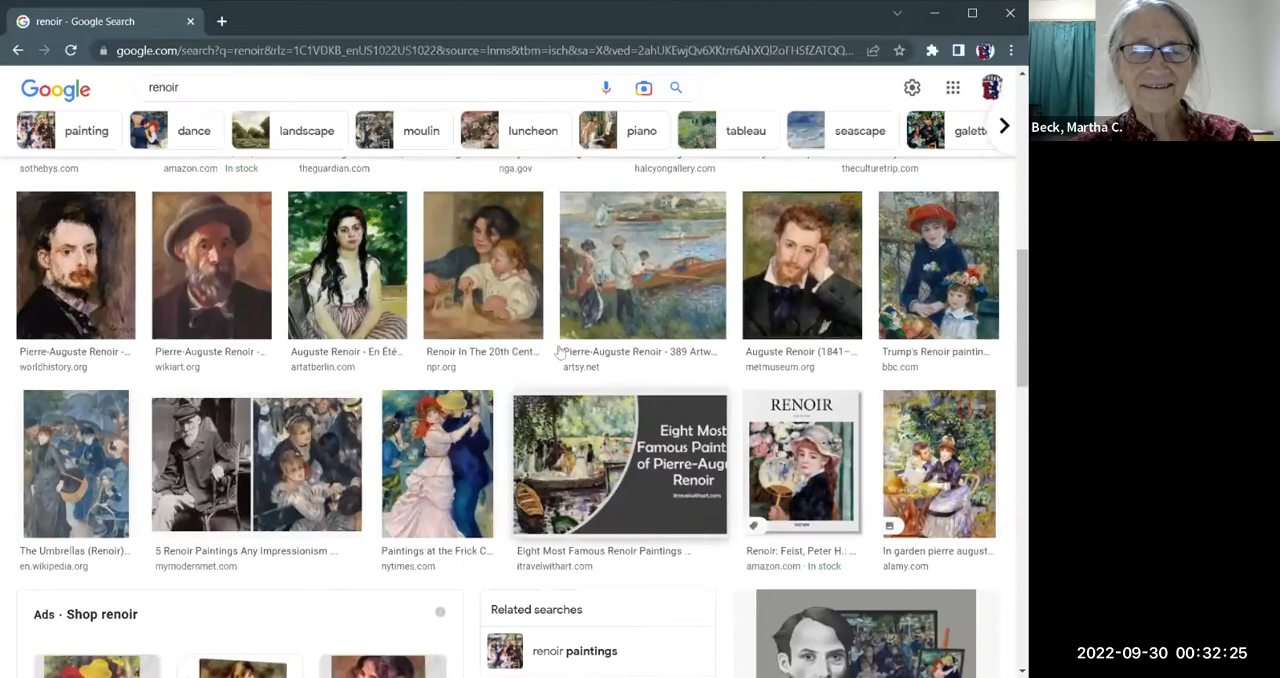 renoir - Google Search
google.com/search?q=renoir&rlz=1C1VDKB_enUS1022US1022&source=lnms&tbm=isch&sa=X&ved=2ahUKEwjQv6XKtrr6AhXQl2oFHSfZATQQ...
Google
renoir
painting
dance
landscape
moulin
luncheon
piano
tableau
seascape
galett
Beck, Martha C.
sothebys.com
amazon.com · In stock
theguardian.com
nga.gov
halcyongallery.com
theculturetrip.com
Pierre-Auguste Renoir -...
worldhistory.org
Pierre-Auguste Renoir -...
wikiart.org
Auguste Renoir - En Été...
artatberlin.com
Renoir In The 20th Cent...
npr.org
Pierre-Auguste Renoir - 389 Artw...
artsy.net
Auguste Renoir (1841–...
metmuseum.org
Trump's Renoir paintin...
bbc.com
Eight Most
Famous Paint
of Pierre-Aug
Renoir
itravelwithart.com
RENOIR
TASCHEN
The Umbrellas (Renoir)...
en.wikipedia.org
5 Renoir Paintings Any Impressionism ...
mymodernmet.com
Paintings at the Frick C...
nytimes.com
Eight Most Famous Renoir Paintings ...
itravelwithart.com
Renoir: Feist, Peter H.: ...
amazon.com · In stock
In garden pierre august...
alamy.com
Ads · Shop renoir
Related searches
renoir paintings
2022-09-30 00:32:25